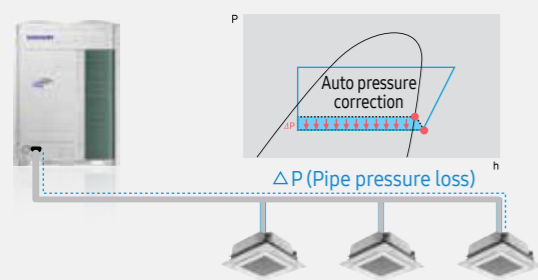 P
Auto pressure
correction
ΔP
h
△P (Pipe pressure loss)